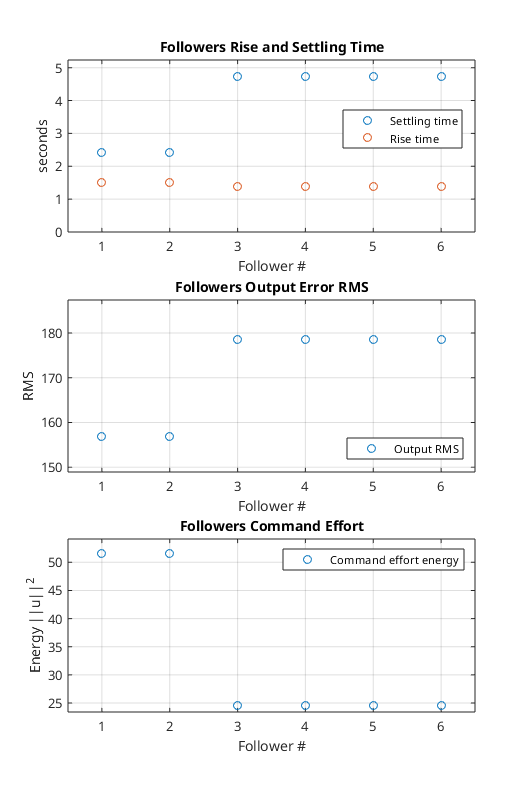 Followers Rise and Settling Time
5
4
3
2
1
0
seconds
Settling time
Rise time
1 2 3 4 5 6
Follower #
Followers Output Error RMS
180
170
160
150
RMS
Output RMS
1 2 3 4 5 6
Follower #
Followers Command Effort
50
45
40
35
30
25
Energy ||u||²
Command effort energy
1 2 3 4 5 6
Follower #